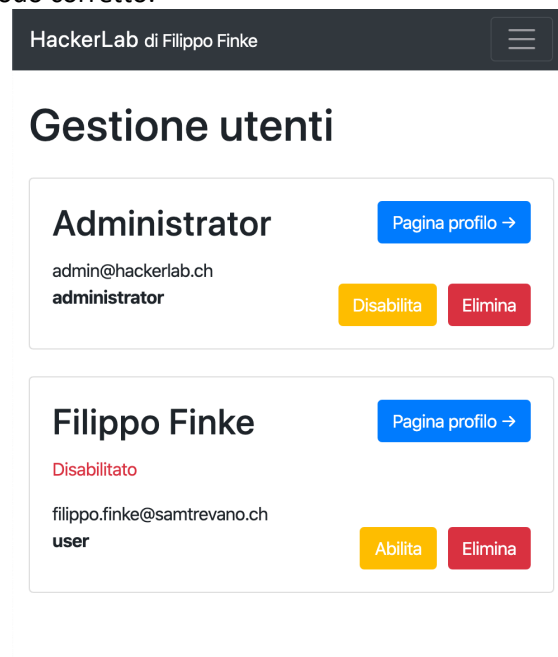 HackerLab di Filippo Finke
Gestione utenti
Administrator
Pagina profilo →
admin@hackerlab.ch
administrator
Disabilita
Elimina
Filippo Finke
Pagina profilo →
Disabilitato
filippo.finke@samtrevano.ch
user
Abilita
Elimina